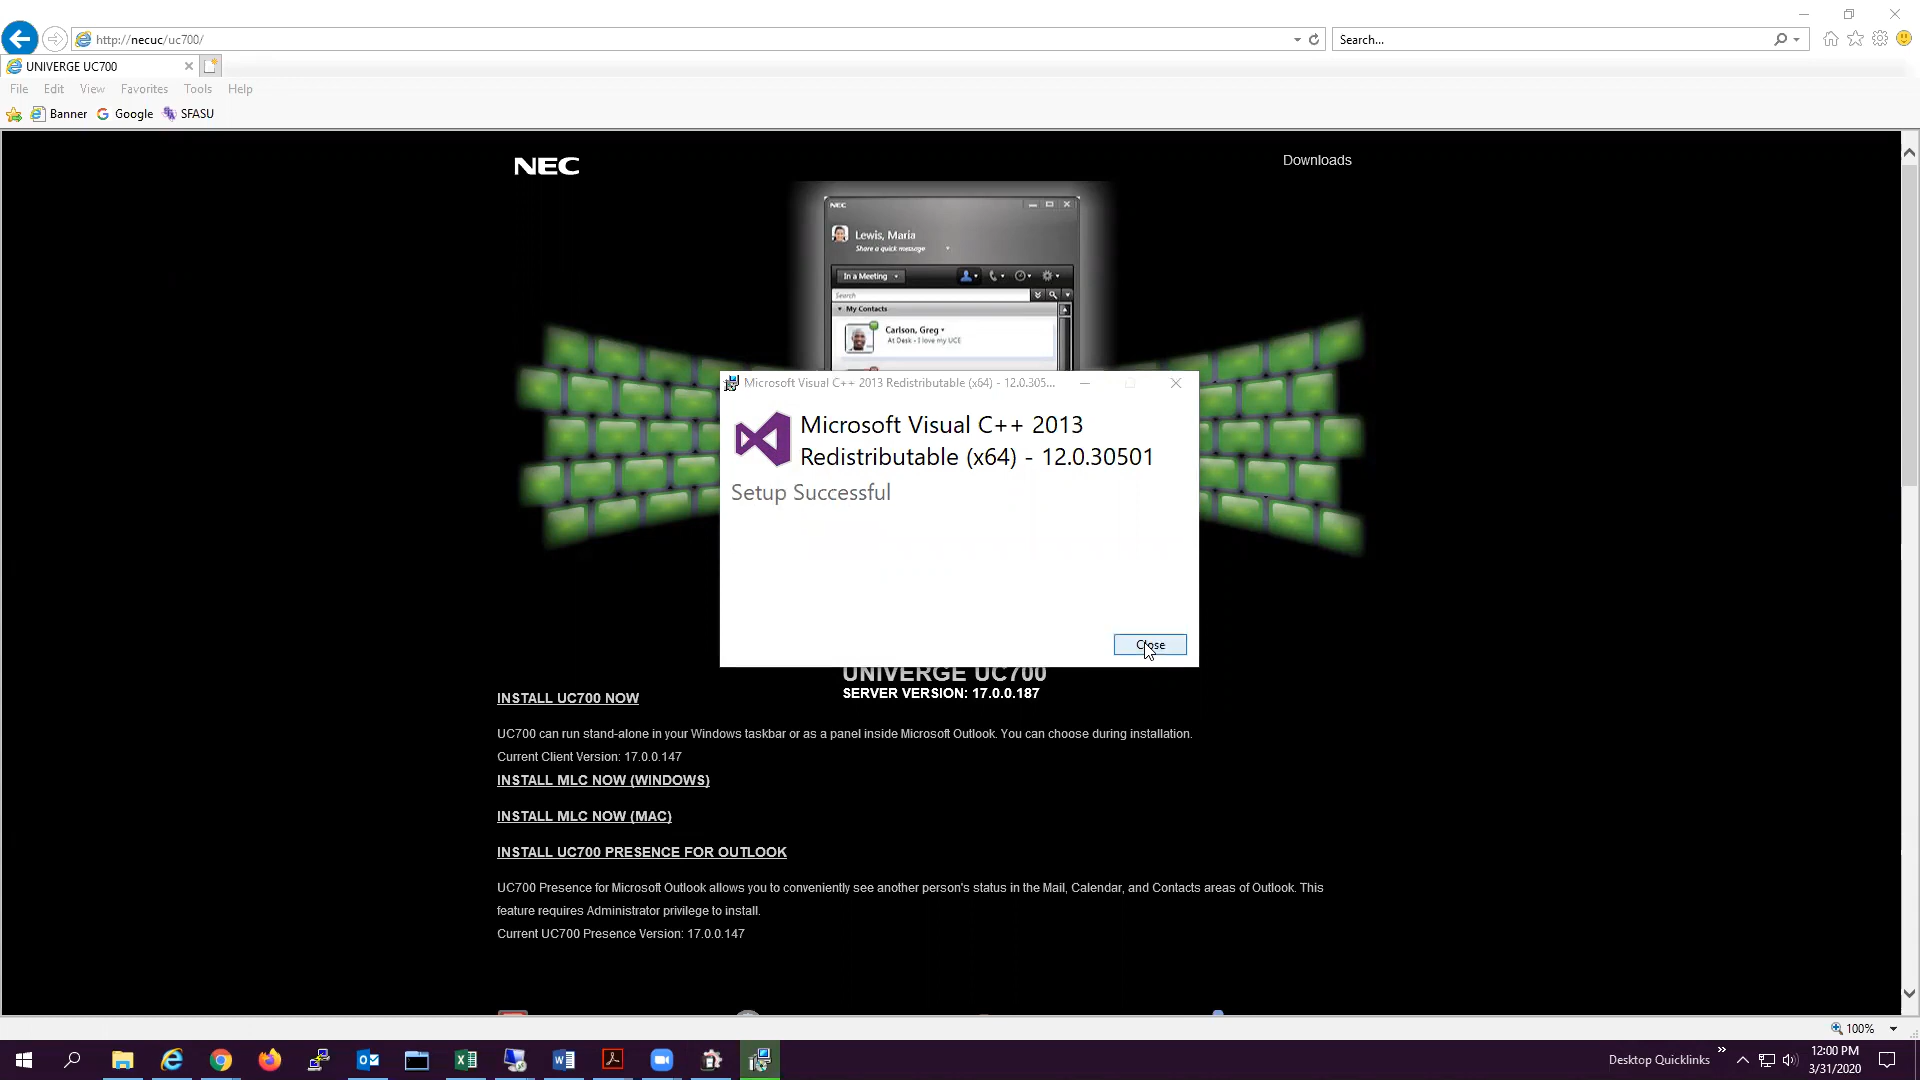 http://necuc/uc700/
Search...
UNIVERGE UC700
File Edit View Favorites Tools Help
Banner Google SFASU
NEC
Downloads
NEC
Lewis, Maria
Share a quick message
In a Meeting
Search
My Contacts
Carlson, Greg
At Desk - I love my UCE
Microsoft Visual C++ 2013 Redistributable (x64) - 12.0.305...
Microsoft Visual C++ 2013
Redistributable (x64) - 12.0.30501
Setup Successful
Close
UNIVERGE UC700
SERVER VERSION: 17.0.0.187
INSTALL UC700 NOW
UC700 can run stand-alone in your Windows taskbar or as a panel inside Microsoft Outlook. You can choose during installation.
Current Client Version: 17.0.0.147
INSTALL MLC NOW (WINDOWS)
INSTALL MLC NOW (MAC)
INSTALL UC700 PRESENCE FOR OUTLOOK
UC700 Presence for Microsoft Outlook allows you to conveniently see another person's status in the Mail, Calendar, and Contacts areas of Outlook. This
feature requires Administrator privilege to install.
Current UC700 Presence Version: 17.0.0.147
100%
Desktop Quicklinks
12:00 PM
3/31/2020